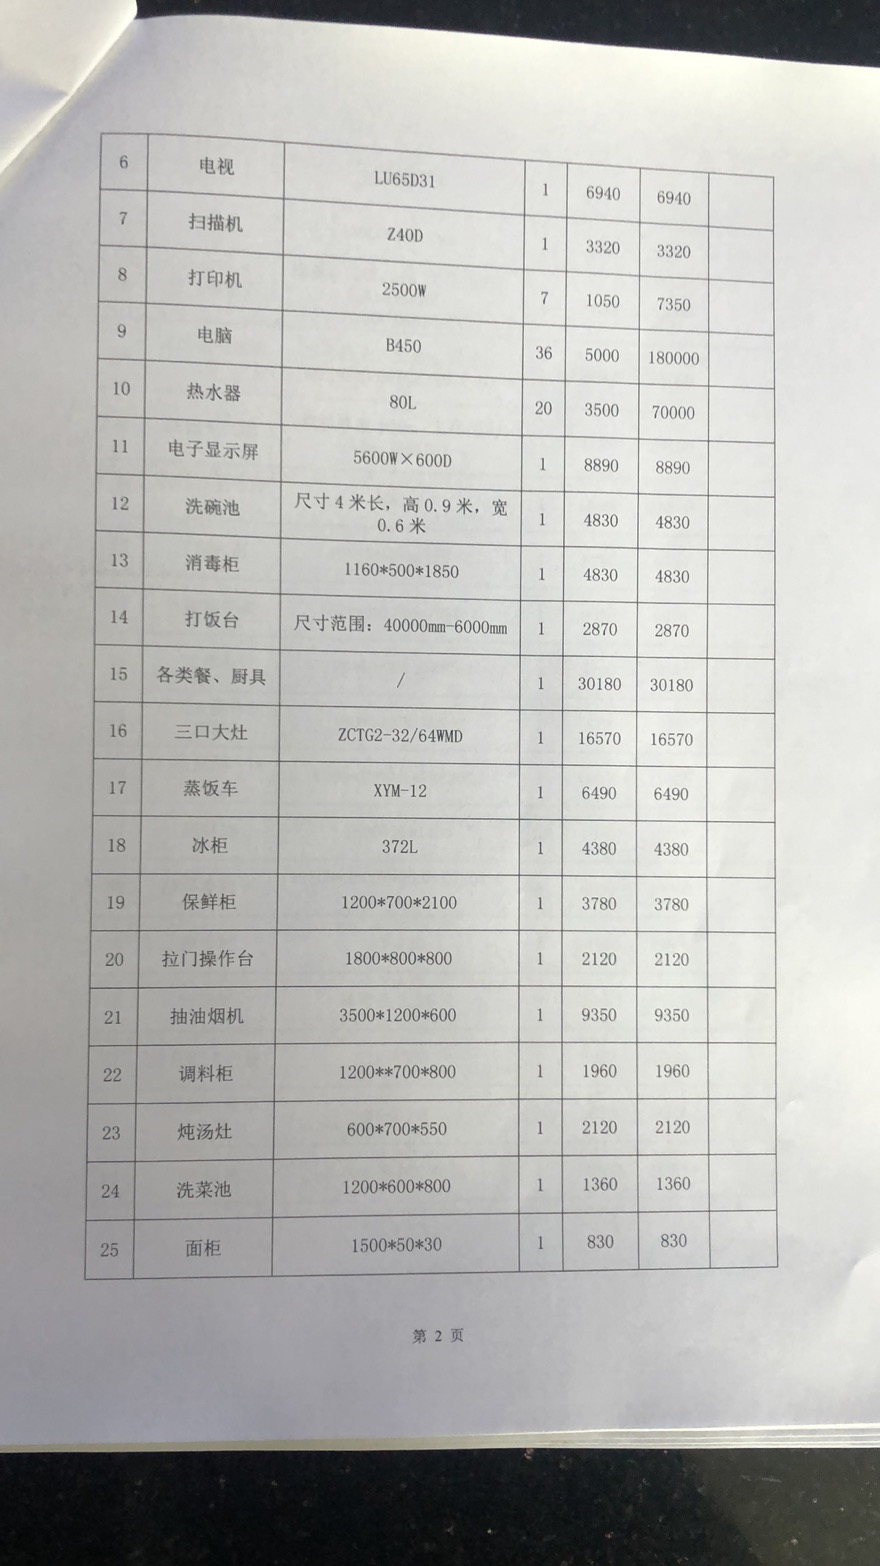 6 电视 LU65D31 1 6940 6940
7 扫描机 Z40D 1 3320 3320
8 打印机 2500W 7 1050 7350
9 电脑 B450 36 5000 180000
10 热水器 80L 20 3500 70000
11 电子显示屏 5600W×600D 1 8890 8890
12 洗碗池 尺寸 4 米长，高 0.9 米，宽
0.6 米 1 4830 4830
13 消毒柜 1160*500*1850 1 4830 4830
14 打饭台 尺寸范围：40000mm-6000mm 1 2870 2870
15 各类餐、厨具 / 1 30180 30180
16 三口大灶 ZCTG2-32/64WMD 1 16570 16570
17 蒸饭车 XYM-12 1 6490 6490
18 冰柜 372L 1 4380 4380
19 保鲜柜 1200*700*2100 1 3780 3780
20 拉门操作台 1800*800*800 1 2120 2120
21 抽油烟机 3500*1200*600 1 9350 9350
22 调料柜 1200**700*800 1 1960 1960
23 炖汤灶 600*700*550 1 2120 2120
24 洗菜池 1200*600*800 1 1360 1360
25 面柜 1500*50*30 1 830 830
第 2 页